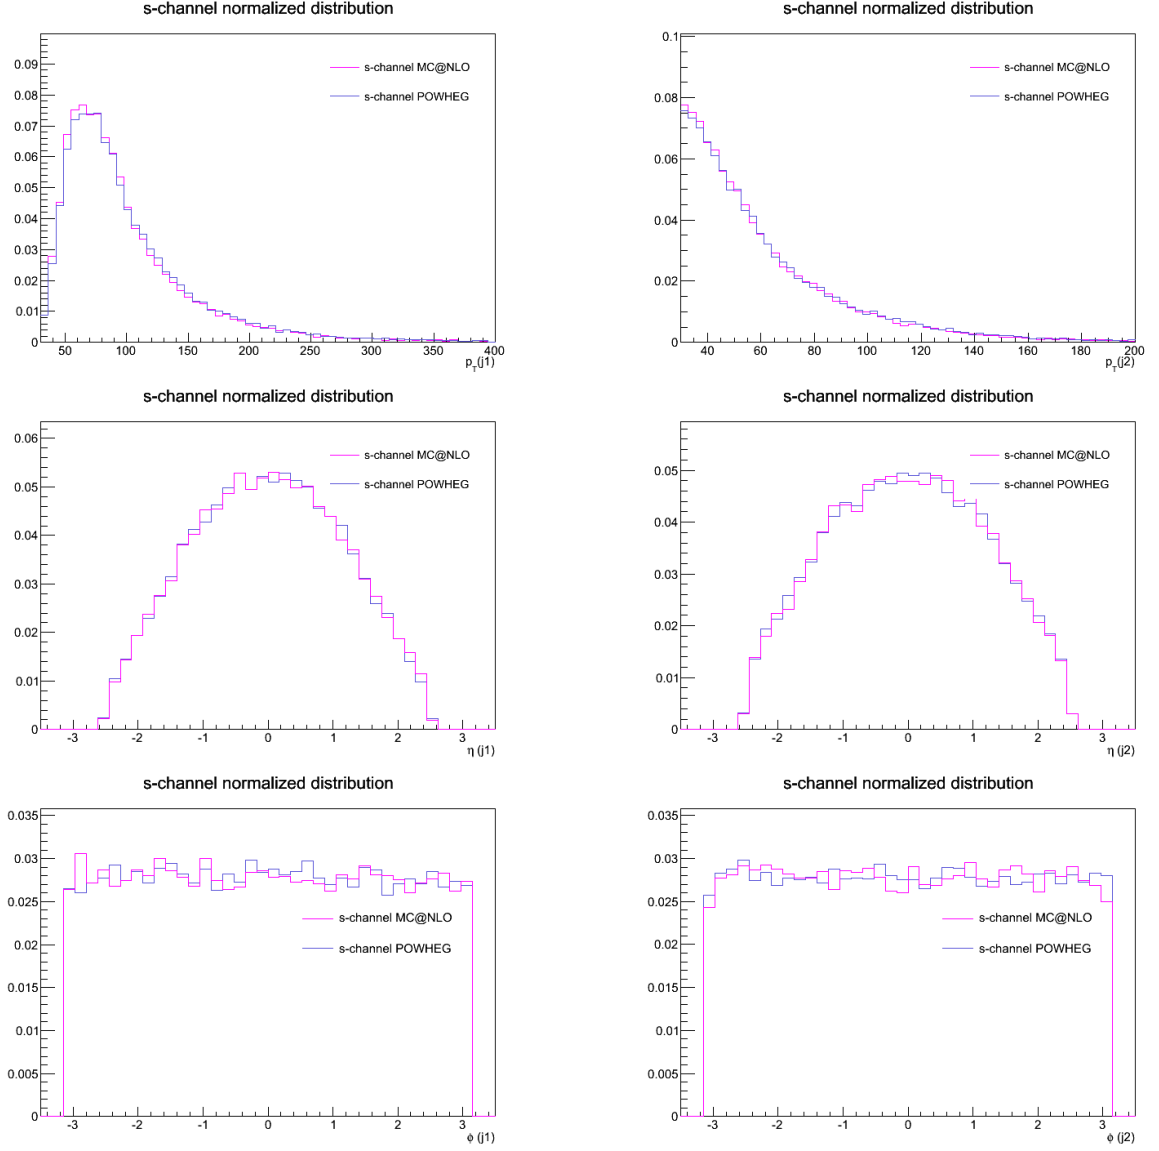 s-channel normalized distribution
0.09
0.08
0.07
0.06
0.05
0.04
0.03
0.02
0.01
0
s-channel MC@NLO
s-channel POWHEG
50 100 150 200 250 300 350 400
p_T(j1)
s-channel normalized distribution
0.1
0.08
0.06
0.04
0.02
0
s-channel MC@NLO
s-channel POWHEG
40 60 80 100 120 140 160 180 200
p_T(j2)
s-channel normalized distribution
0.06
0.05
0.04
0.03
0.02
0.01
0
s-channel MC@NLO
s-channel POWHEG
-3 -2 -1 0 1 2 3
η (j1)
s-channel normalized distribution
0.05
0.04
0.03
0.02
0.01
0
s-channel MC@NLO
s-channel POWHEG
-3 -2 -1 0 1 2 3
η (j2)
s-channel normalized distribution
0.035
0.03
0.025
0.02
0.015
0.01
0.005
0
s-channel MC@NLO
s-channel POWHEG
-3 -2 -1 0 1 2 3
ϕ (j1)
s-channel normalized distribution
0.035
0.03
0.025
0.02
0.015
0.01
0.005
0
s-channel MC@NLO
s-channel POWHEG
-3 -2 -1 0 1 2 3
ϕ (j2)